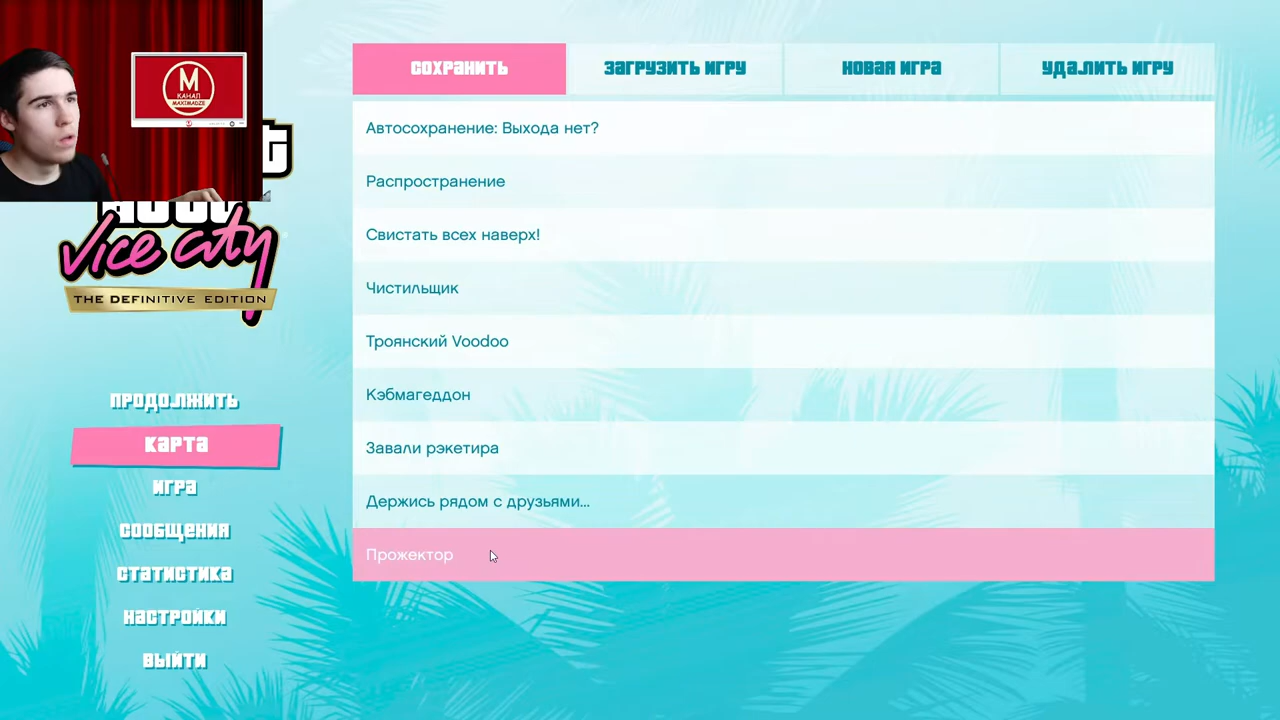 M
КАНАЛ
MAXIMADZE
vice city
THE DEFINITIVE EDITION
ПРОДОЛЖИТЬ
КАРТА
ИГРА
СООБЩЕНИЯ
СТАТИСТИКА
НАСТРОЙКИ
ВЫЙТИ
СОХРАНИТЬ
ЗАГРУЗИТЬ ИГРУ
НОВАЯ ИГРА
УДАЛИТЬ ИГРУ
Автосохранение: Выхода нет?
Распространение
Свистать всех наверх!
Чистильщик
Троянский Voodoo
Кэбмагеддон
Завали рэкетира
Держись рядом с друзьями...
Прожектор